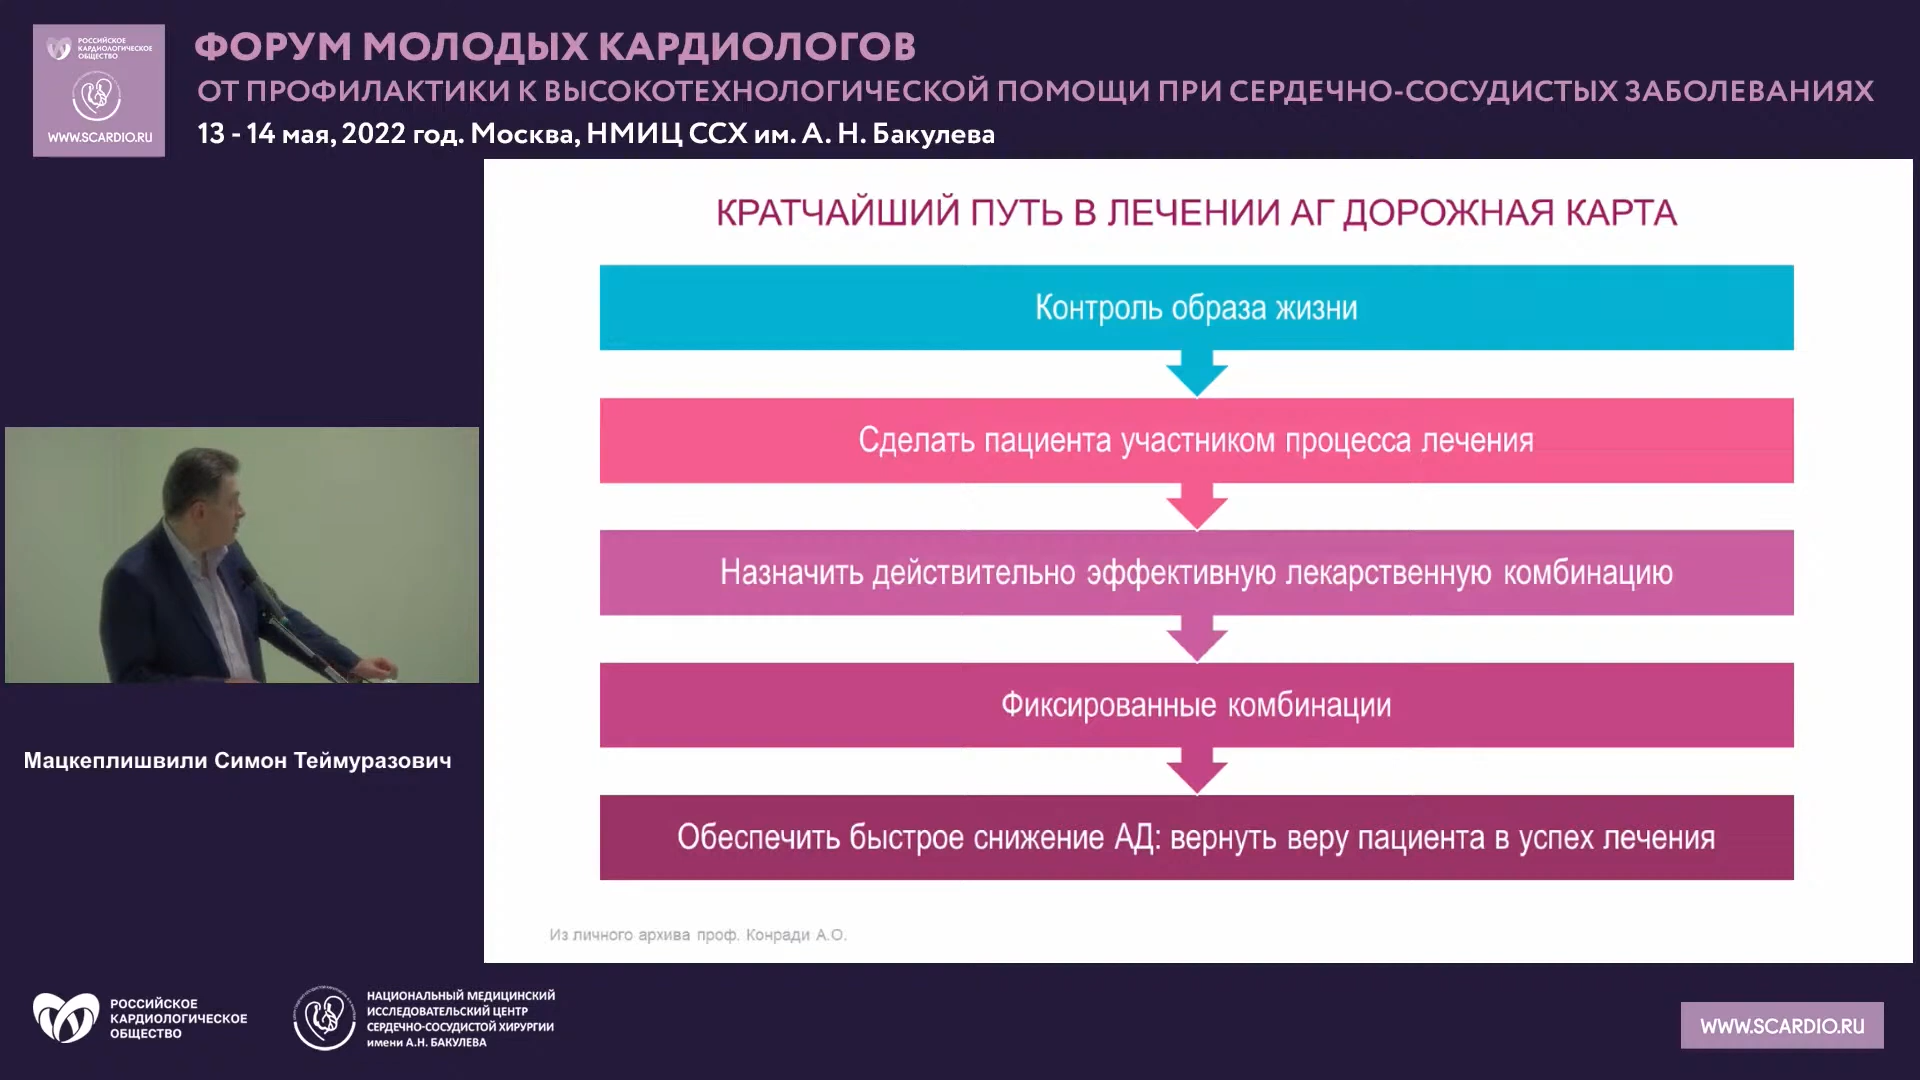 РОССИЙСКОЕ
КАРДИОЛОГИЧЕСКОЕ
ОБЩЕСТВО
WWW.SCARDIO.RU
ФОРУМ МОЛОДЫХ КАРДИОЛОГОВ
ОТ ПРОФИЛАКТИКИ К ВЫСОКОТЕХНОЛОГИЧЕСКОЙ ПОМОЩИ ПРИ СЕРДЕЧНО-СОСУДИСТЫХ ЗАБОЛЕВАНИЯХ
13 - 14 мая, 2022 год. Москва, НМИЦ ССХ им. А. Н. Бакулева
КРАТЧАЙШИЙ ПУТЬ В ЛЕЧЕНИИ АГ ДОРОЖНАЯ КАРТА
Контроль образа жизни
Сделать пациента участником процесса лечения
Назначить действительно эффективную лекарственную комбинацию
Фиксированные комбинации
Обеспечить быстрое снижение АД: вернуть веру пациента в успех лечения
Из личного архива проф. Конради А.О.
Мацкеплишвили Симон Теймуразович
РОССИЙСКОЕ
КАРДИОЛОГИЧЕСКОЕ
ОБЩЕСТВО
НАЦИОНАЛЬНЫЙ МЕДИЦИНСКИЙ
ИССЛЕДОВАТЕЛЬСКИЙ ЦЕНТР
СЕРДЕЧНО-СОСУДИСТОЙ ХИРУРГИИ
имени А.Н. БАКУЛЕВА
WWW.SCARDIO.RU